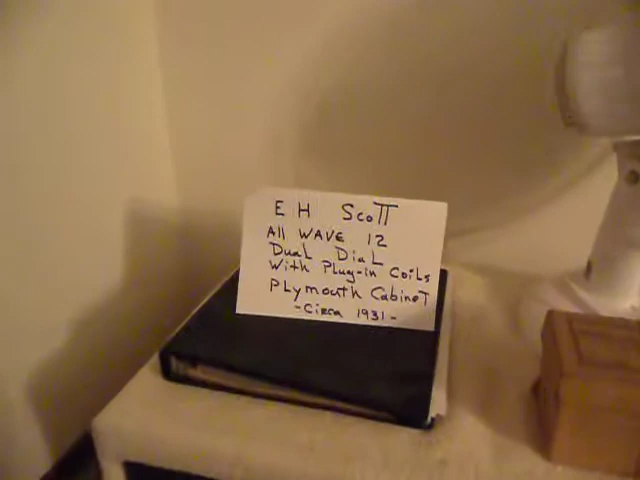 E H Scott
All WAVE 12
Dual Dial
With Plug-in Coils
Plymouth Cabinet
-Circa 1931-